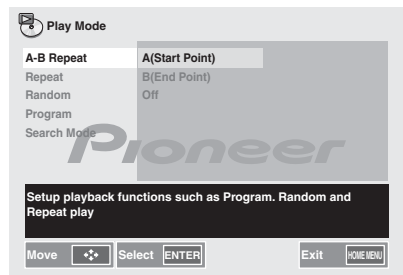 Play Mode
A-B Repeat A(Start Point)
Repeat B(End Point)
Random Off
Program
Search Mode
Pioneer
Setup playback functions such as Program. Random and
Repeat play
Move Select ENTER Exit HOME MENU